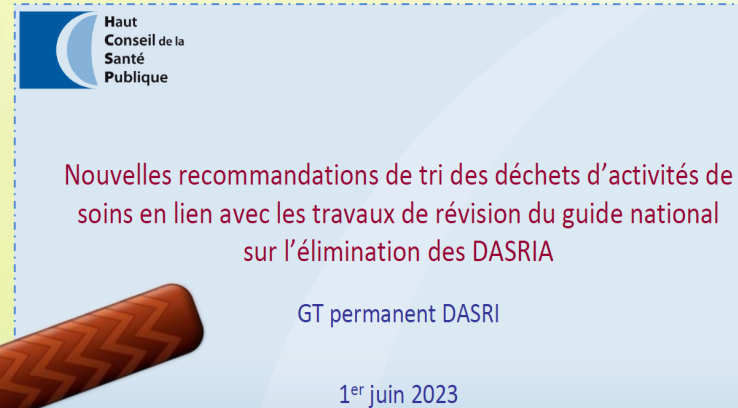 Haut
Conseil de la
Santé
Publique
Nouvelles recommandations de tri des déchets d'activités de
soins en lien avec les travaux de révision du guide national
sur l'élimination des DASRIA
GT permanent DASRI
1er juin 2023